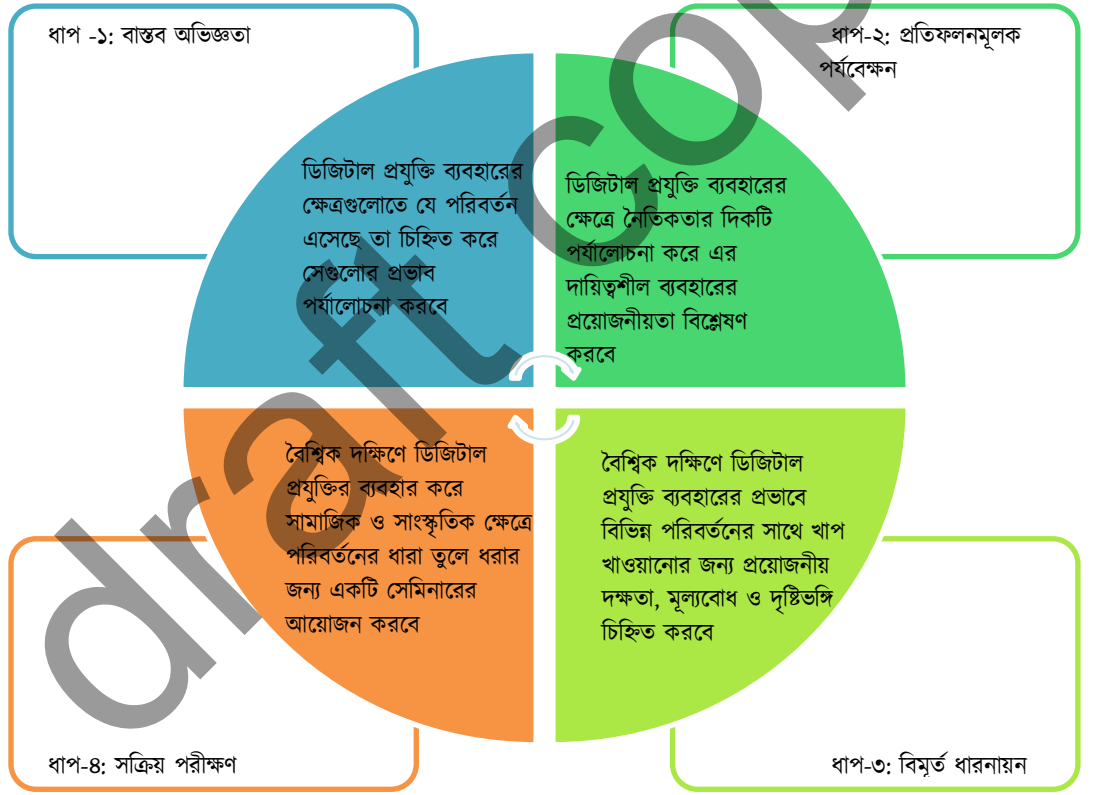 ধাপ -১: বাস্তব অভিজ্ঞতা
ডিজিটাল প্রযুক্তি ব্যবহারের
ক্ষেত্রগুলোতে যে পরিবর্তন
এসেছে তা চিহ্নিত করে
সেগুলোর প্রভাব
পর্যালোচনা করবে
ধাপ-২: প্রতিফলনমূলক
পর্যবেক্ষন
ডিজিটাল প্রযুক্তি ব্যবহারের
ক্ষেত্রে নৈতিকতার দিকটি
পর্যালোচনা করে এর
দায়িত্বশীল ব্যবহারের
প্রয়োজনীয়তা বিশ্লেষণ
করবে
বৈশ্বিক দক্ষিণে ডিজিটাল
প্রযুক্তি ব্যবহারের প্রভাবে
বিভিন্ন পরিবর্তনের সাথে খাপ
খাওয়ানোর জন্য প্রয়োজনীয়
দক্ষতা, মূল্যবোধ ও দৃষ্টিভঙ্গি
চিহ্নিত করবে
ধাপ-৩: বিমূর্ত ধারনায়ন
বৈশ্বিক দক্ষিণে ডিজিটাল
প্রযুক্তির ব্যবহার করে
সামাজিক ও সাংস্কৃতিক ক্ষেত্রে
পরিবর্তনের ধারা তুলে ধরার
জন্য একটি সেমিনারের
আয়োজন করবে
ধাপ-৪: সক্রিয় পরীক্ষণ
draft cop